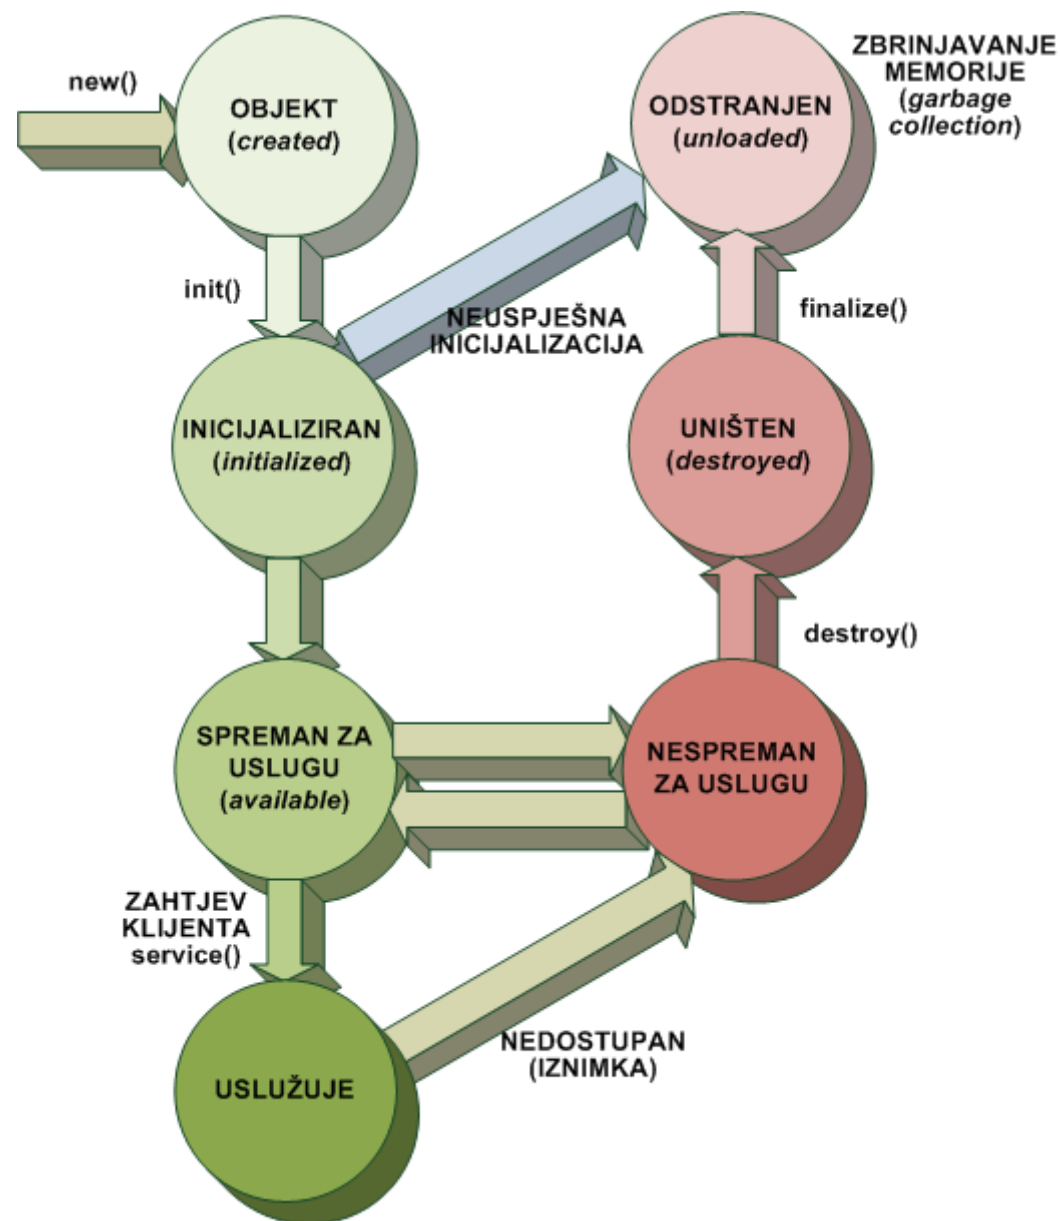 new()
OBJEKT
(created)
ODSTRANJEN
(unloaded)
ZBRINJAVANJE
MEMORIJE
(garbage
collection)
init()
NEUSPJEŠNA
INICIJALIZACIJA
finalize()
INICIJALIZIRAN
(initialized)
UNIŠTEN
(destroyed)
destroy()
SPREMAN ZA
USLUGU
(available)
NESPREMAN
ZA USLUGU
ZAHTJEV
KLIJENTA
service()
NEDOSTUPAN
(IZNIMKA)
USLUŽUJE